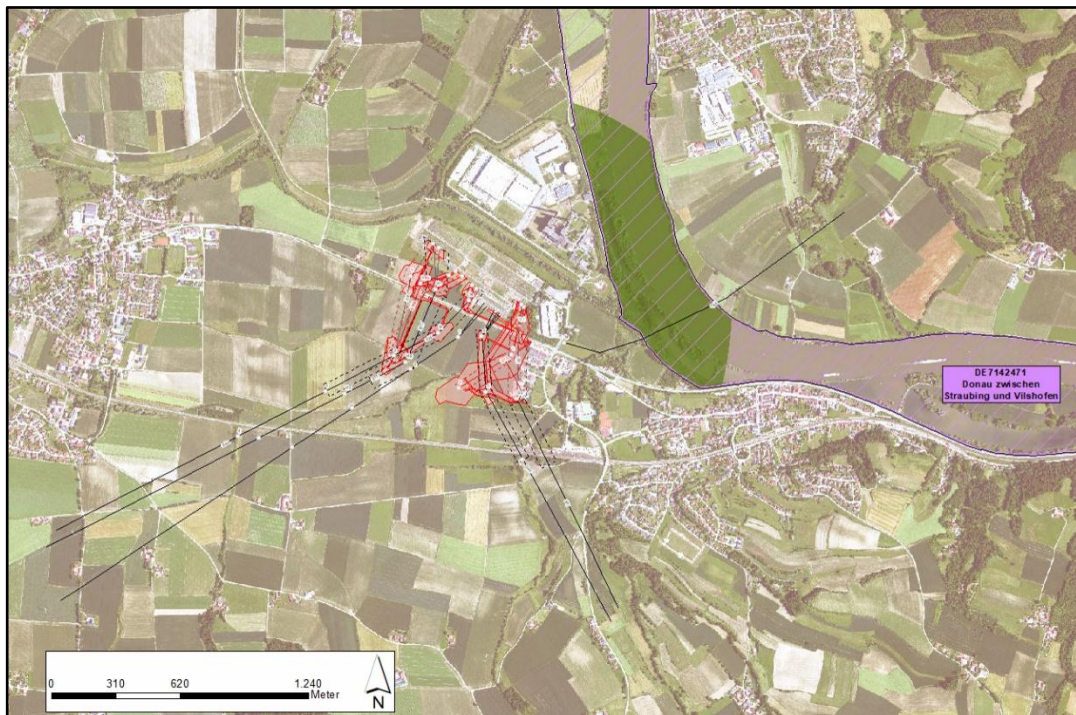 DE7142471
Donau zwischen
Straubing und Vilshofen
0 310 620 1.240
Meter
N